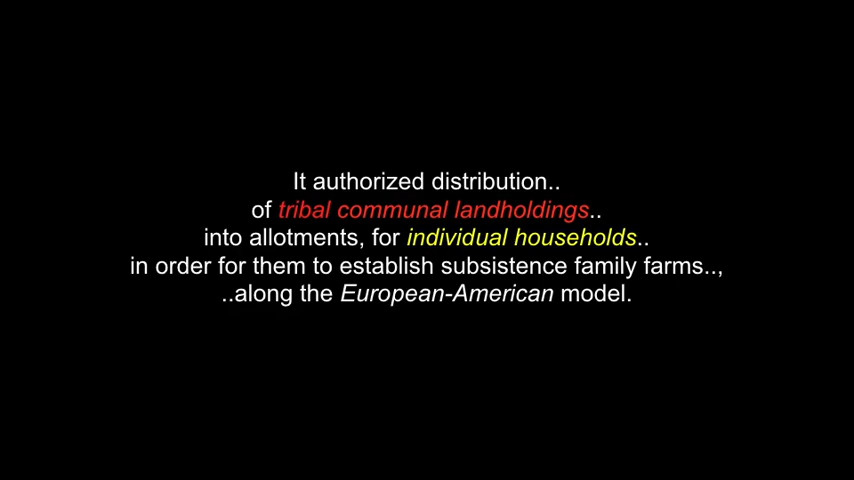 It authorized distribution..
of tribal communal landholdings..
into allotments, for individual households..
in order for them to establish subsistence family farms..,
..along the European-American model.